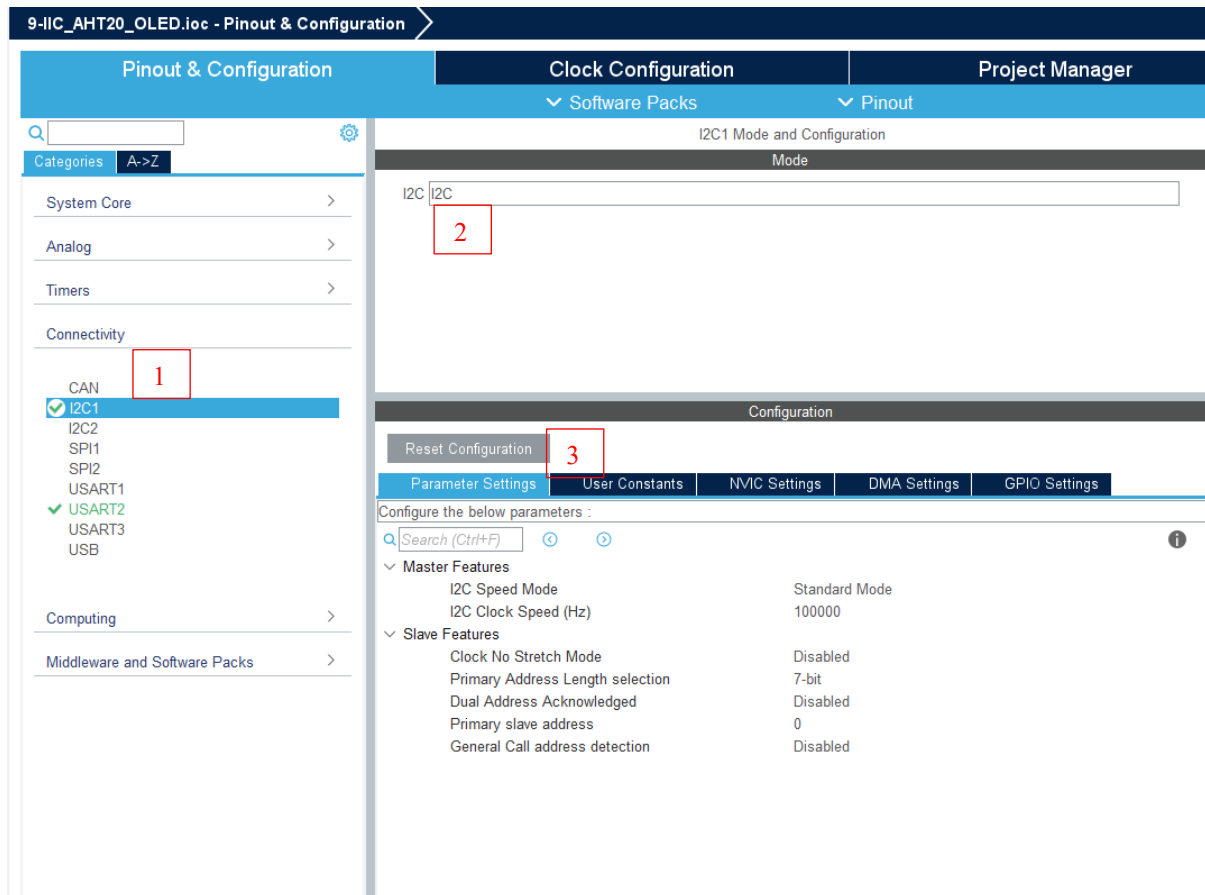 9-IIC_AHT20_OLED.ioc - Pinout & Configuration
Pinout & Configuration Clock Configuration Project Manager
Software Packs Pinout
Categories A->Z
System Core
Analog
Timers
Connectivity
1
CAN
I2C1
I2C2
SPI1
SPI2
USART1
USART2
USART3
USB
Computing
Middleware and Software Packs
I2C1 Mode and Configuration
Mode
I2C I2C
2
Configuration
Reset Configuration
3
Parameter Settings User Constants NVIC Settings DMA Settings GPIO Settings
Configure the below parameters :
Search (Ctrl+F)
Master Features
I2C Speed Mode Standard Mode
I2C Clock Speed (Hz) 100000
Slave Features
Clock No Stretch Mode Disabled
Primary Address Length selection 7-bit
Dual Address Acknowledged Disabled
Primary slave address 0
General Call address detection Disabled